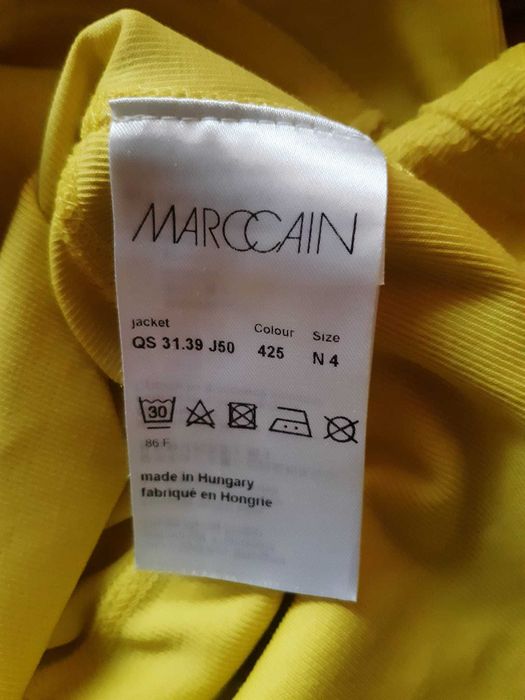 MARCCAIN
jacket Colour Size
QS 31.39 J50 425 N 4
30
86 F
made in Hungary
fabriqué en Hongrie